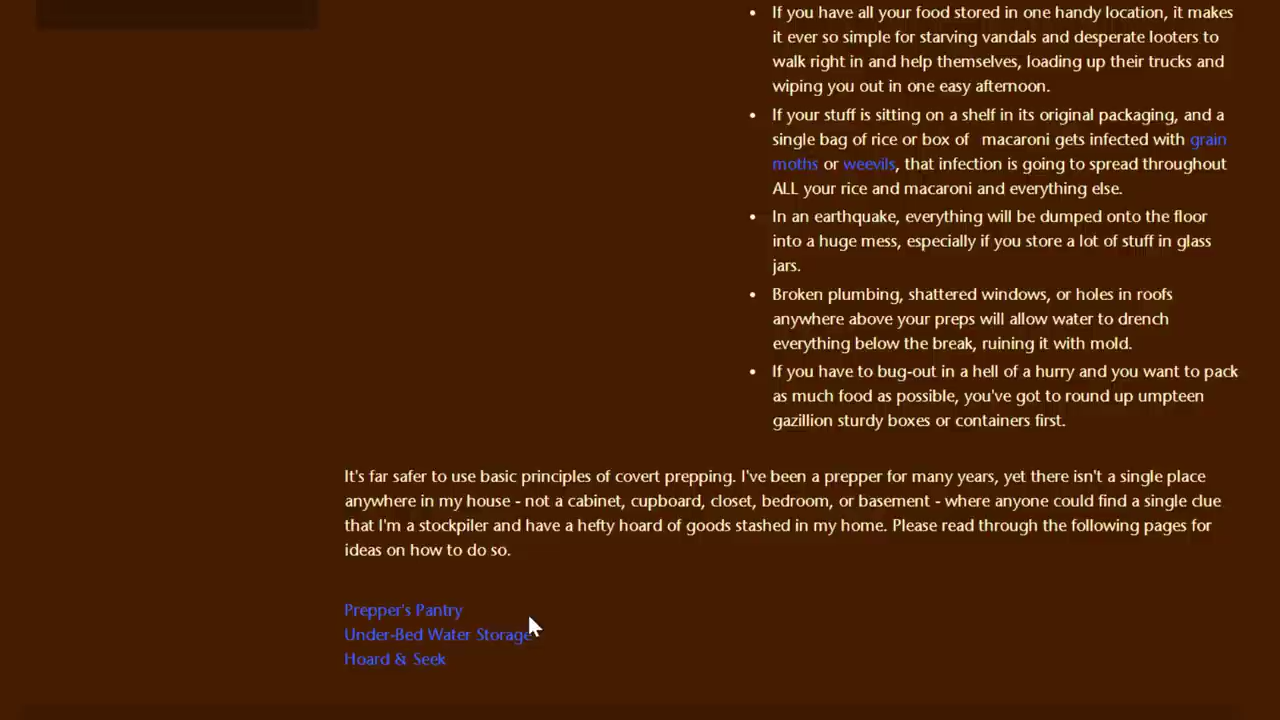 If you have all your food stored in one handy location, it makes
it ever so simple for starving vandals and desperate looters to
walk right in and help themselves, loading up their trucks and
wiping you out in one easy afternoon.
If your stuff is sitting on a shelf in its original packaging, and a
single bag of rice or box of macaroni gets infected with grain
moths or weevils, that infection is going to spread throughout
ALL your rice and macaroni and everything else.
In an earthquake, everything will be dumped onto the floor
into a huge mess, especially if you store a lot of stuff in glass
jars.
Broken plumbing, shattered windows, or holes in roofs
anywhere above your preps will allow water to drench
everything below the break, ruining it with mold.
If you have to bug-out in a hell of a hurry and you want to pack
as much food as possible, you've got to round up umpteen
gazillion sturdy boxes or containers first.
It's far safer to use basic principles of covert prepping. I've been a prepper for many years, yet there isn't a single place
anywhere in my house - not a cabinet, cupboard, closet, bedroom, or basement - where anyone could find a single clue
that I'm a stockpiler and have a hefty hoard of goods stashed in my home. Please read through the following pages for
ideas on how to do so.
Prepper's Pantry
Under-Bed Water Storage
Hoard & Seek